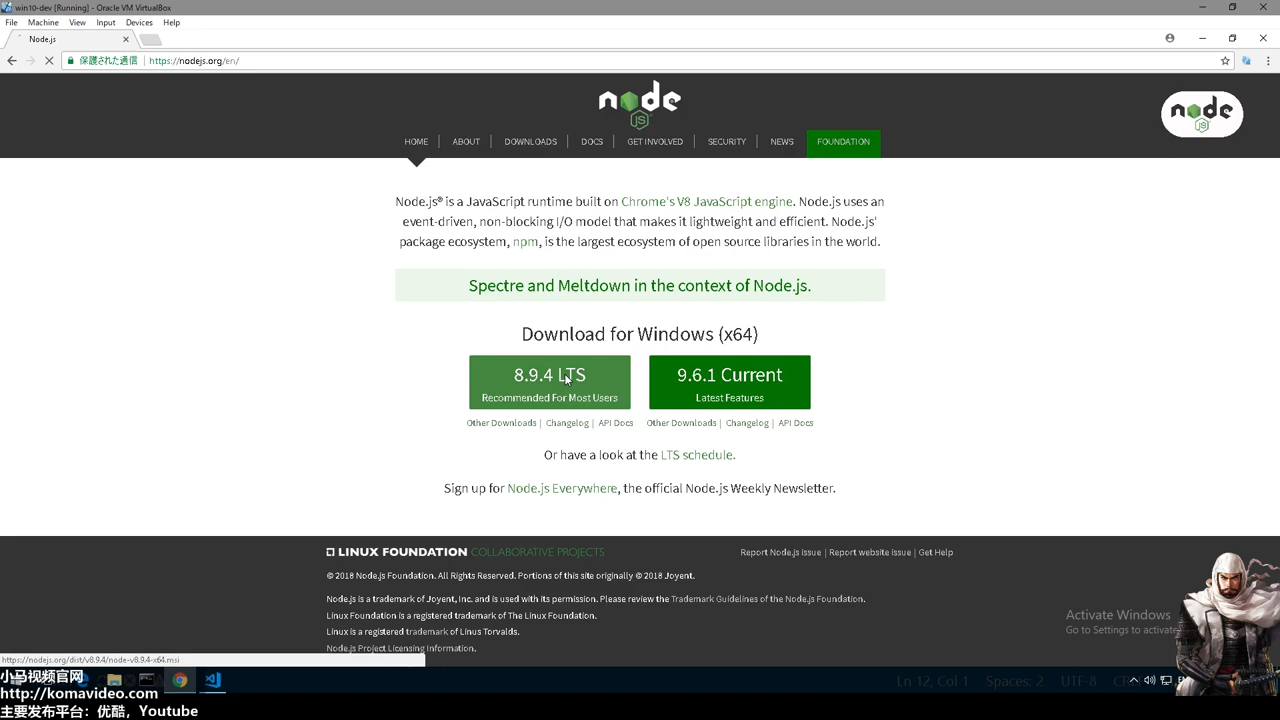 win10-dev [Running] - Oracle VM VirtualBox
File Machine View Input Devices Help
Node.js
保護された通信 https://nodejs.org/en/
node
JS
node
JS
HOME ABOUT DOWNLOADS DOCS GET INVOLVED SECURITY NEWS FOUNDATION
Node.js® is a JavaScript runtime built on Chrome's V8 JavaScript engine. Node.js uses an
event-driven, non-blocking I/O model that makes it lightweight and efficient. Node.js'
package ecosystem, npm, is the largest ecosystem of open source libraries in the world.
Spectre and Meltdown in the context of Node.js.
Download for Windows (x64)
8.9.4 LTS
Recommended For Most Users
9.6.1 Current
Latest Features
Other Downloads | Changelog | API Docs
Other Downloads | Changelog | API Docs
Or have a look at the LTS schedule.
Sign up for Node.js Everywhere, the official Node.js Weekly Newsletter.
LINUX FOUNDATION COLLABORATIVE PROJECTS
Report Node.js issue | Report website issue | Get Help
© 2018 Node.js Foundation. All Rights Reserved. Portions of this site originally © 2018 Joyent.
Node.js is a trademark of Joyent, Inc. and is used with its permission. Please review the Trademark Guidelines of the Node.js Foundation.
Linux Foundation is a registered trademark of The Linux Foundation.
Linux is a registered trademark of Linus Torvalds.
Node.js Project Licensing Information.
Activate Windows
Go to Settings to activate
https://nodejs.org/dist/v8.9.4/node-v8.9.4-x64.msi
小马视频官网
http://komavideo.com
主要发布平台：优酷，Youtube
Ln 12, Col 1 Spaces: 2 UTF-8